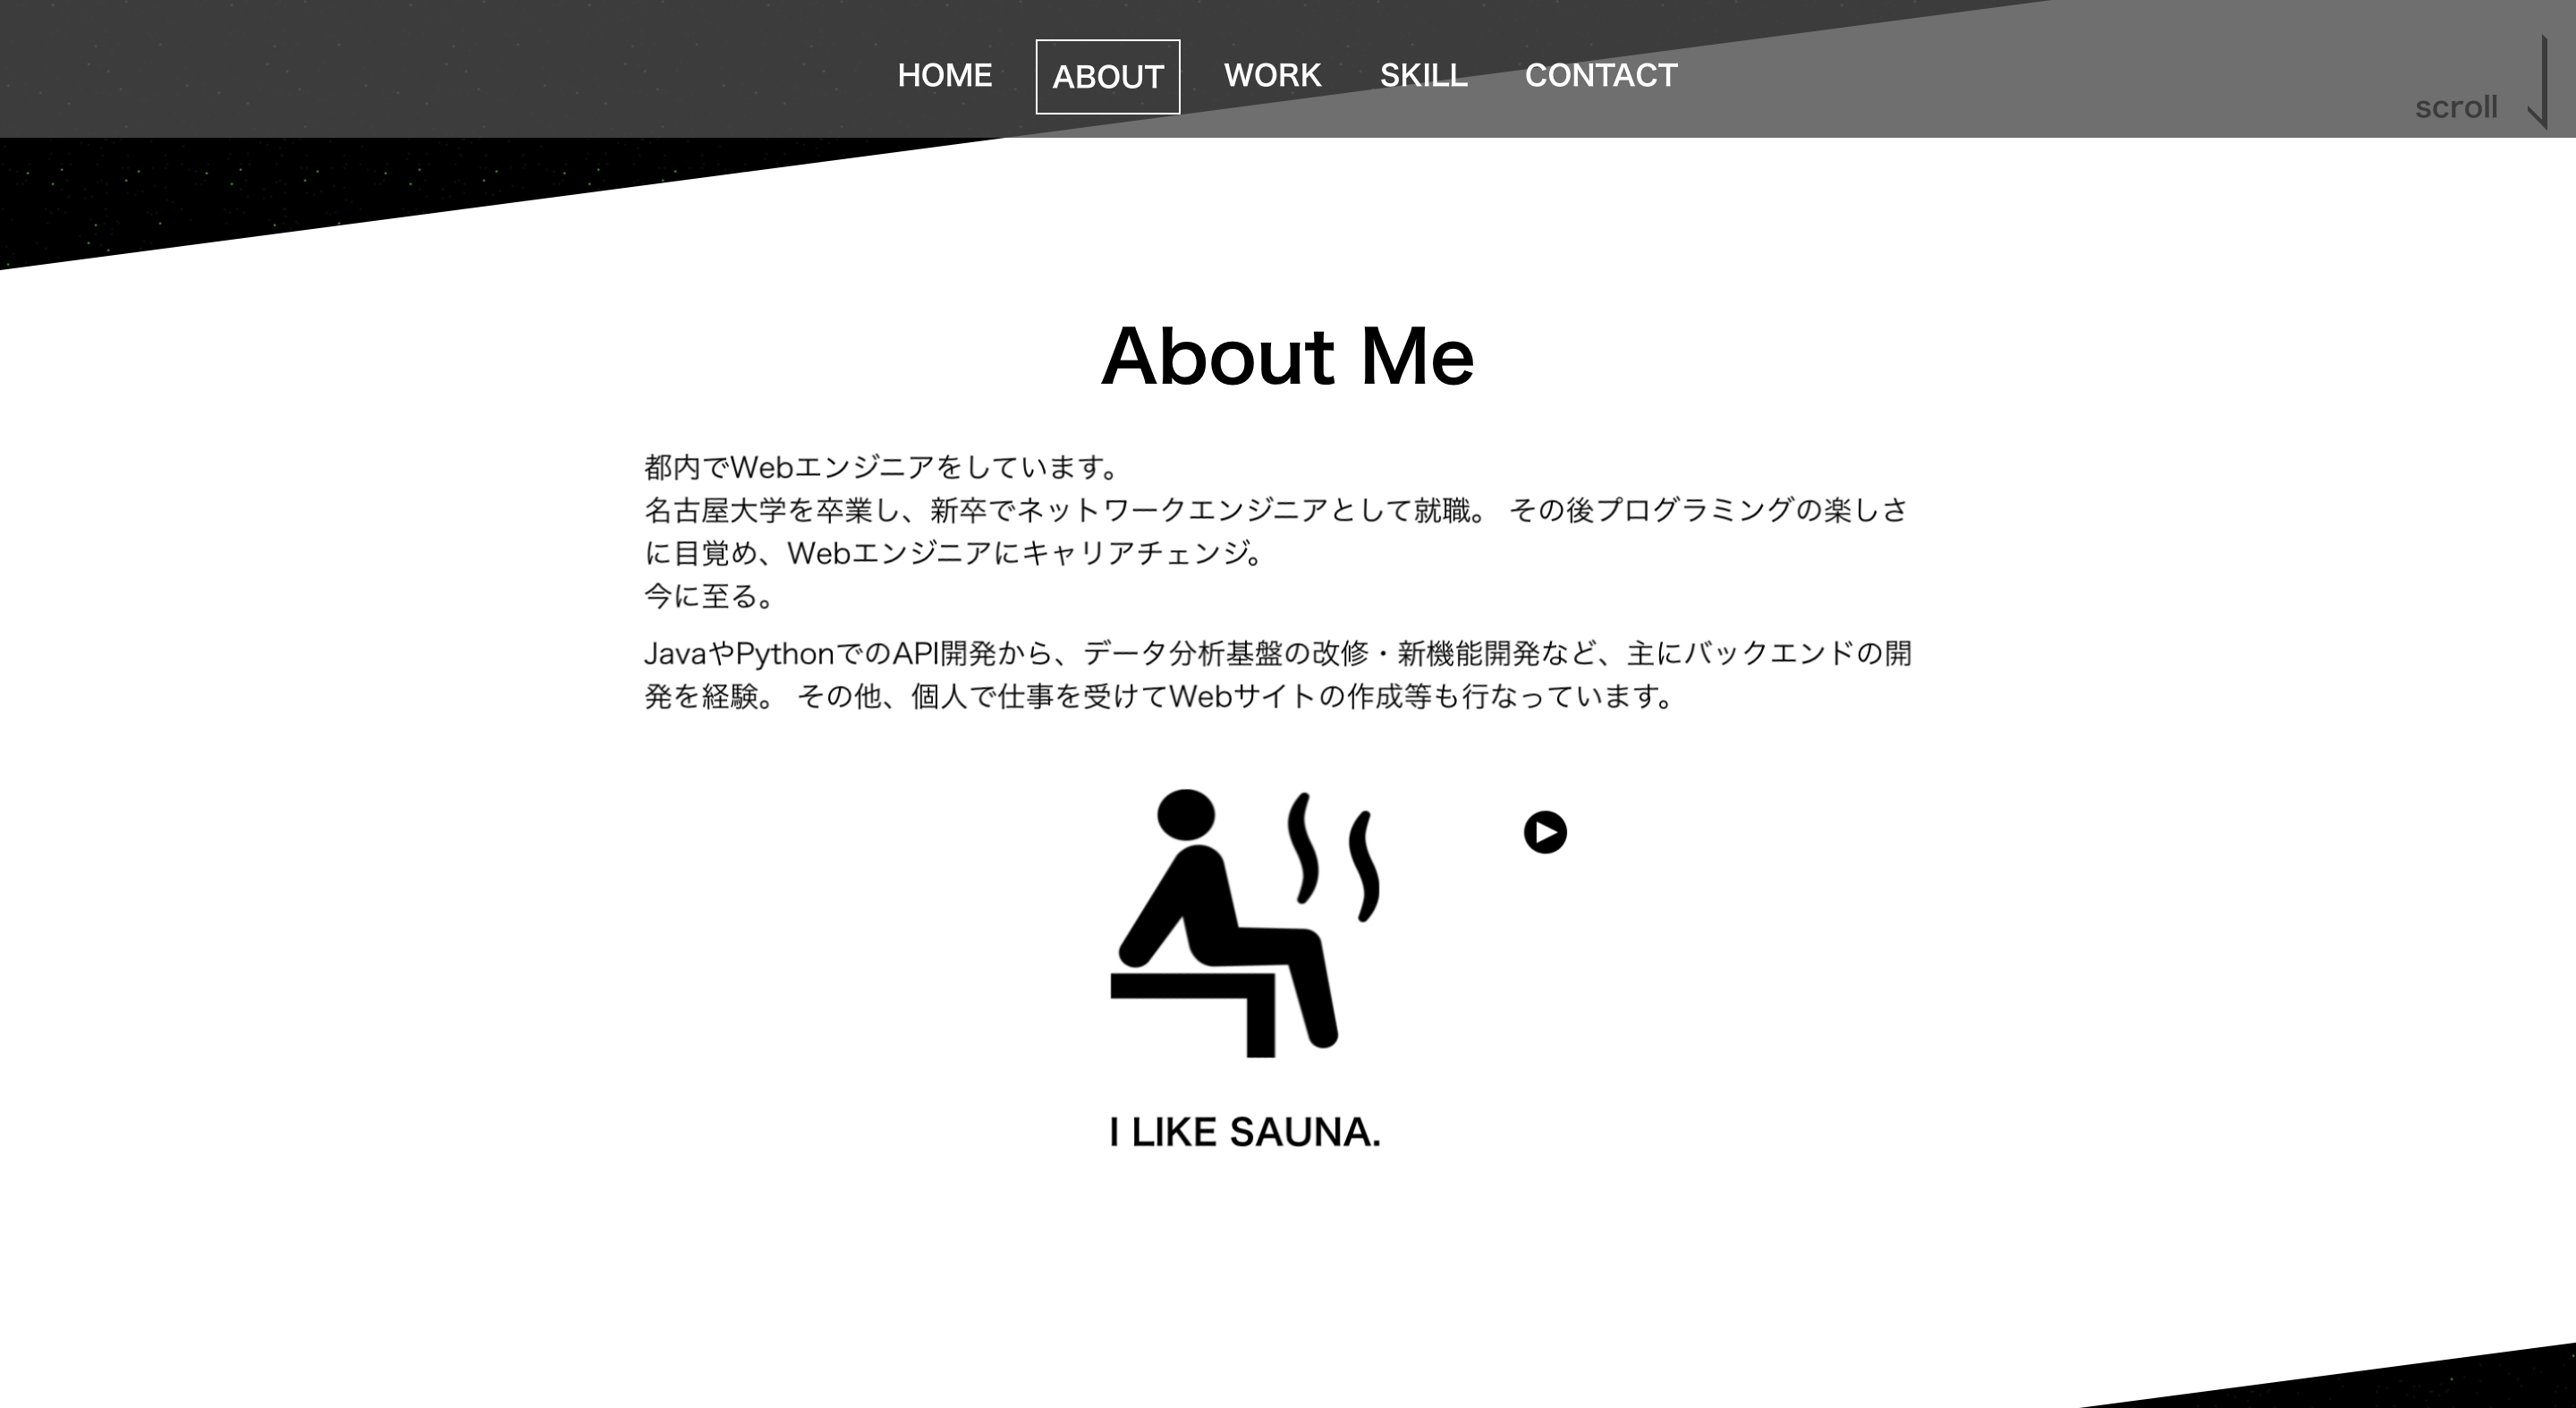 HOME ABOUT WORK SKILL CONTACT
scroll
About Me
都内でWebエンジニアをしています。
名古屋大学を卒業し、新卒でネットワークエンジニアとして就職。 その後プログラミングの楽しさ
に目覚め、Webエンジニアにキャリアチェンジ。
今に至る。
JavaやPythonでのAPI開発から、データ分析基盤の改修・新機能開発など、主にバックエンドの開
発を経験。 その他、個人で仕事を受けてWebサイトの作成等も行なっています。
I LIKE SAUNA.